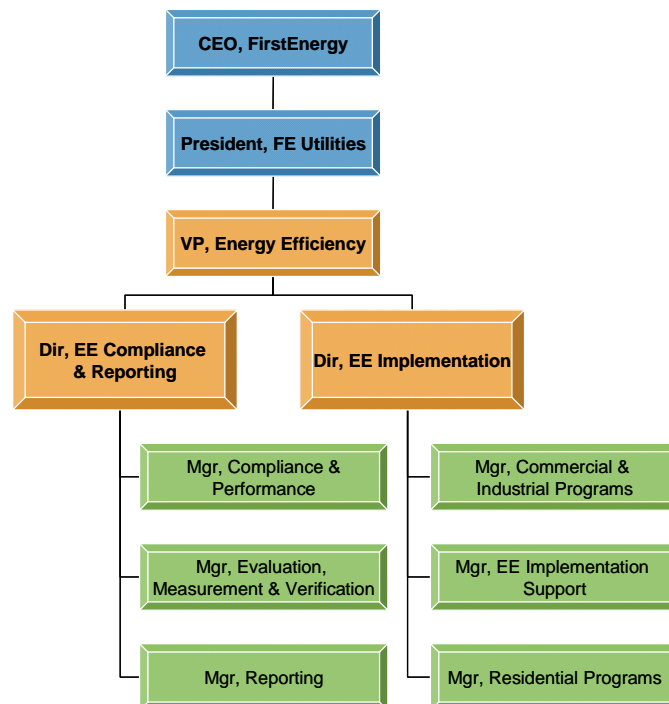 CEO, FirstEnergy
President, FE Utilities
VP, Energy Efficiency
Dir, EE Compliance
& Reporting
Dir, EE Implementation
Mgr, Compliance &
Performance
Mgr, Evaluation,
Measurement & Verification
Mgr, Reporting
Mgr, Commercial &
Industrial Programs
Mgr, EE Implementation
Support
Mgr, Residential Programs